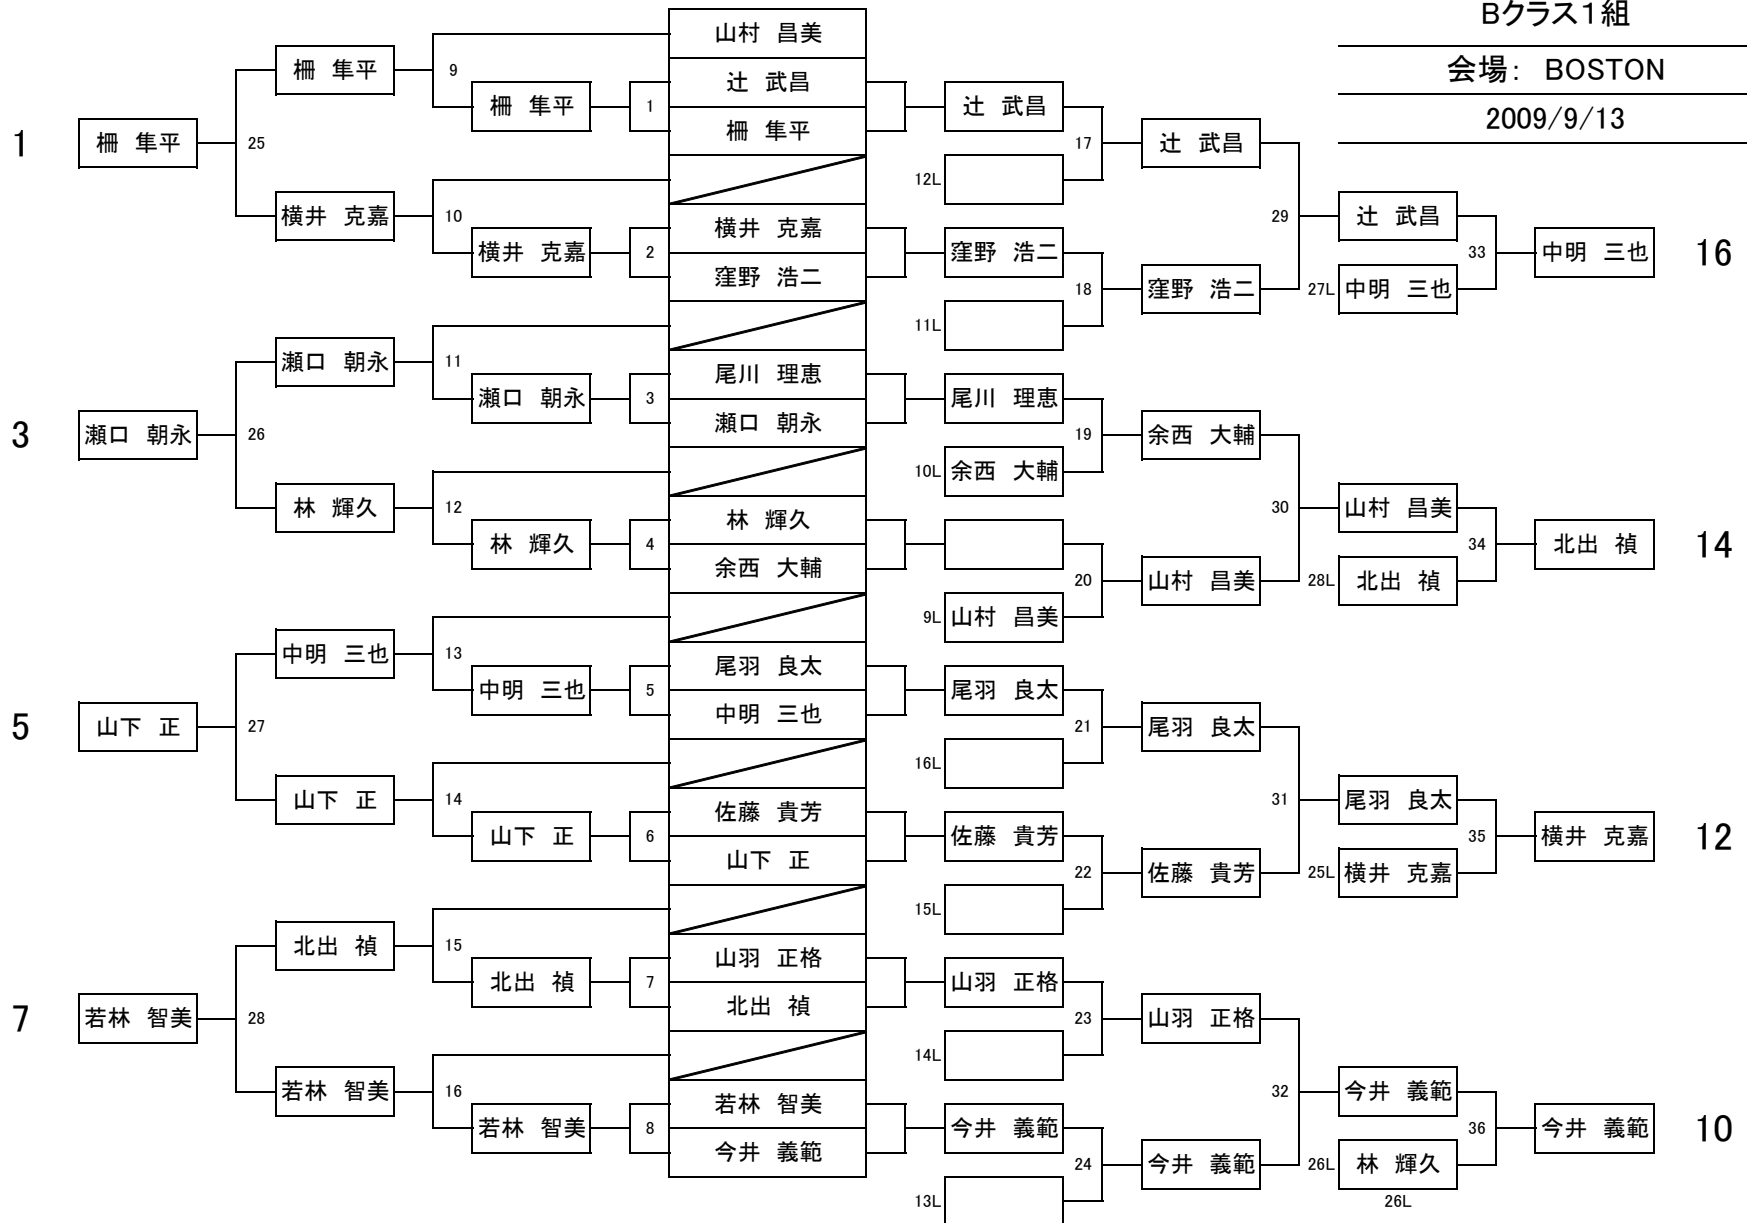 Bクラス1組
会場： BOSTON
2009/9/13
山村 昌美
辻 武昌
柵 隼平
横井 克嘉
窪野 浩二
尾川 理恵
瀬口 朝永
林 輝久
余西 大輔
尾羽 良太
中明 三也
佐藤 貴芳
山下 正
山羽 正格
北出 禎
若林 智美
今井 義範
1
2
3
4
5
6
7
8
柵 隼平
横井 克嘉
瀬口 朝永
林 輝久
中明 三也
山下 正
北出 禎
若林 智美
9
10
11
12
13
14
15
16
柵 隼平
横井 克嘉
瀬口 朝永
林 輝久
中明 三也
山下 正
北出 禎
若林 智美
25
26
27
28
1 柵 隼平
3 瀬口 朝永
5 山下 正
7 若林 智美
辻 武昌
12L
窪野 浩二
11L
尾川 理恵
10L 余西 大輔
9L 山村 昌美
尾羽 良太
16L
佐藤 貴芳
15L
山羽 正格
14L
今井 義範
13L
17
18
19
20
21
22
23
24
辻 武昌
窪野 浩二
余西 大輔
山村 昌美
尾羽 良太
佐藤 貴芳
山羽 正格
今井 義範
29
30
31
32
辻 武昌
27L 中明 三也
山村 昌美
28L 北出 禎
尾羽 良太
25L 横井 克嘉
今井 義範
26L 林 輝久
26L
33
34
35
36
中明 三也 16
北出 禎 14
横井 克嘉 12
今井 義範 10